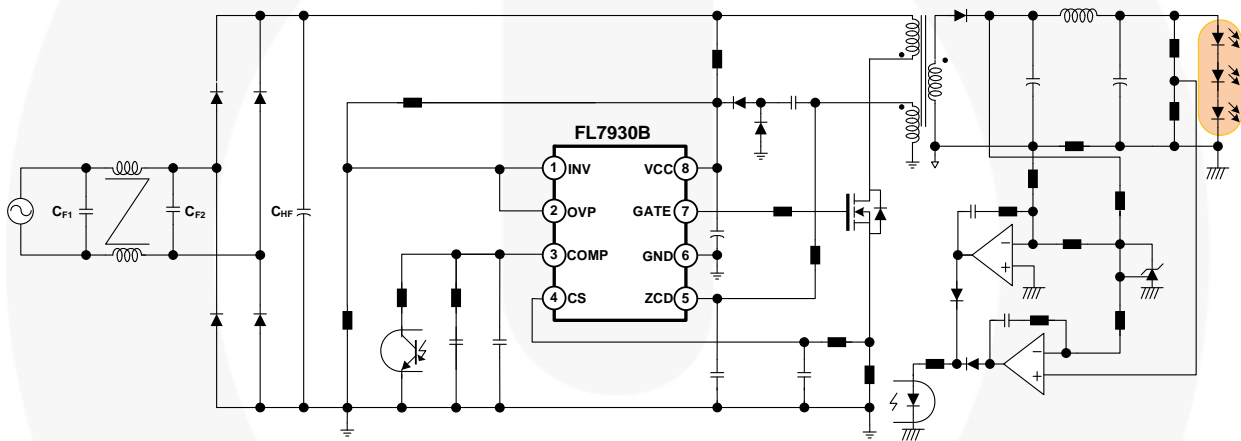 FL7930B
1 INV
VCC 8
2 OVP
GATE 7
3 COMP
GND 6
4 CS
ZCD 5
CF1
CF2
CHF